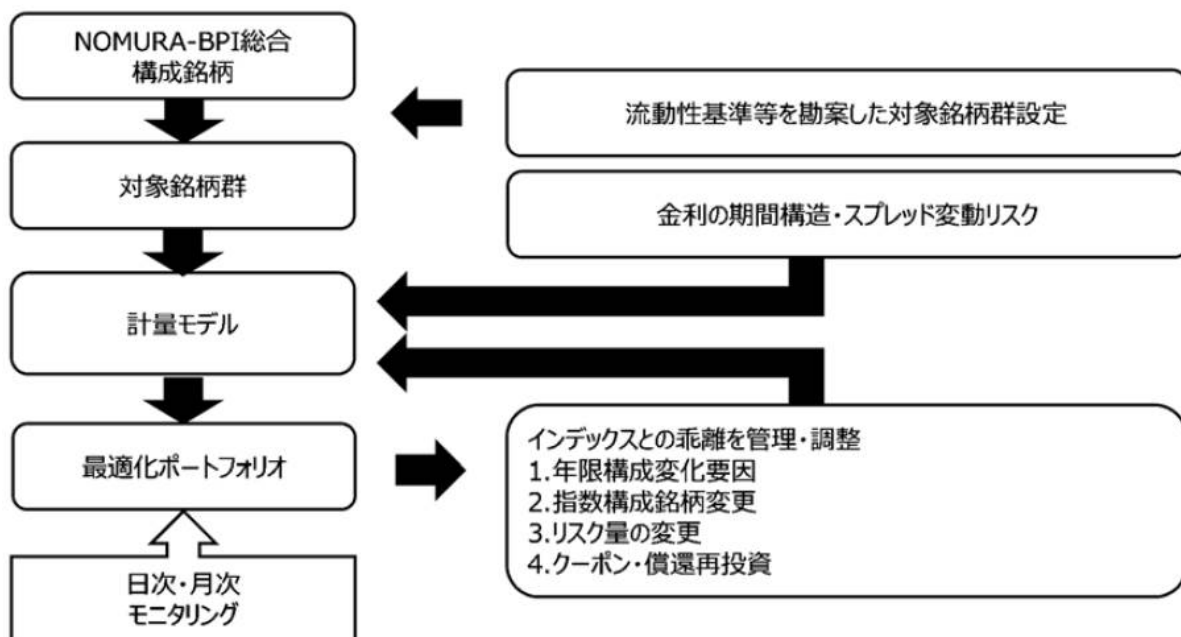 NOMURA-BPI総合
構成銘柄
流動性基準等を勘案した対象銘柄群設定
対象銘柄群
金利の期間構造・スプレッド変動リスク
計量モデル
最適化ポートフォリオ
インデックスとの乖離を管理・調整
1.年限構成変化要因
2.指数構成銘柄変更
3.リスク量の変更
4.クーポン・償還再投資
日次・月次
モニタリング